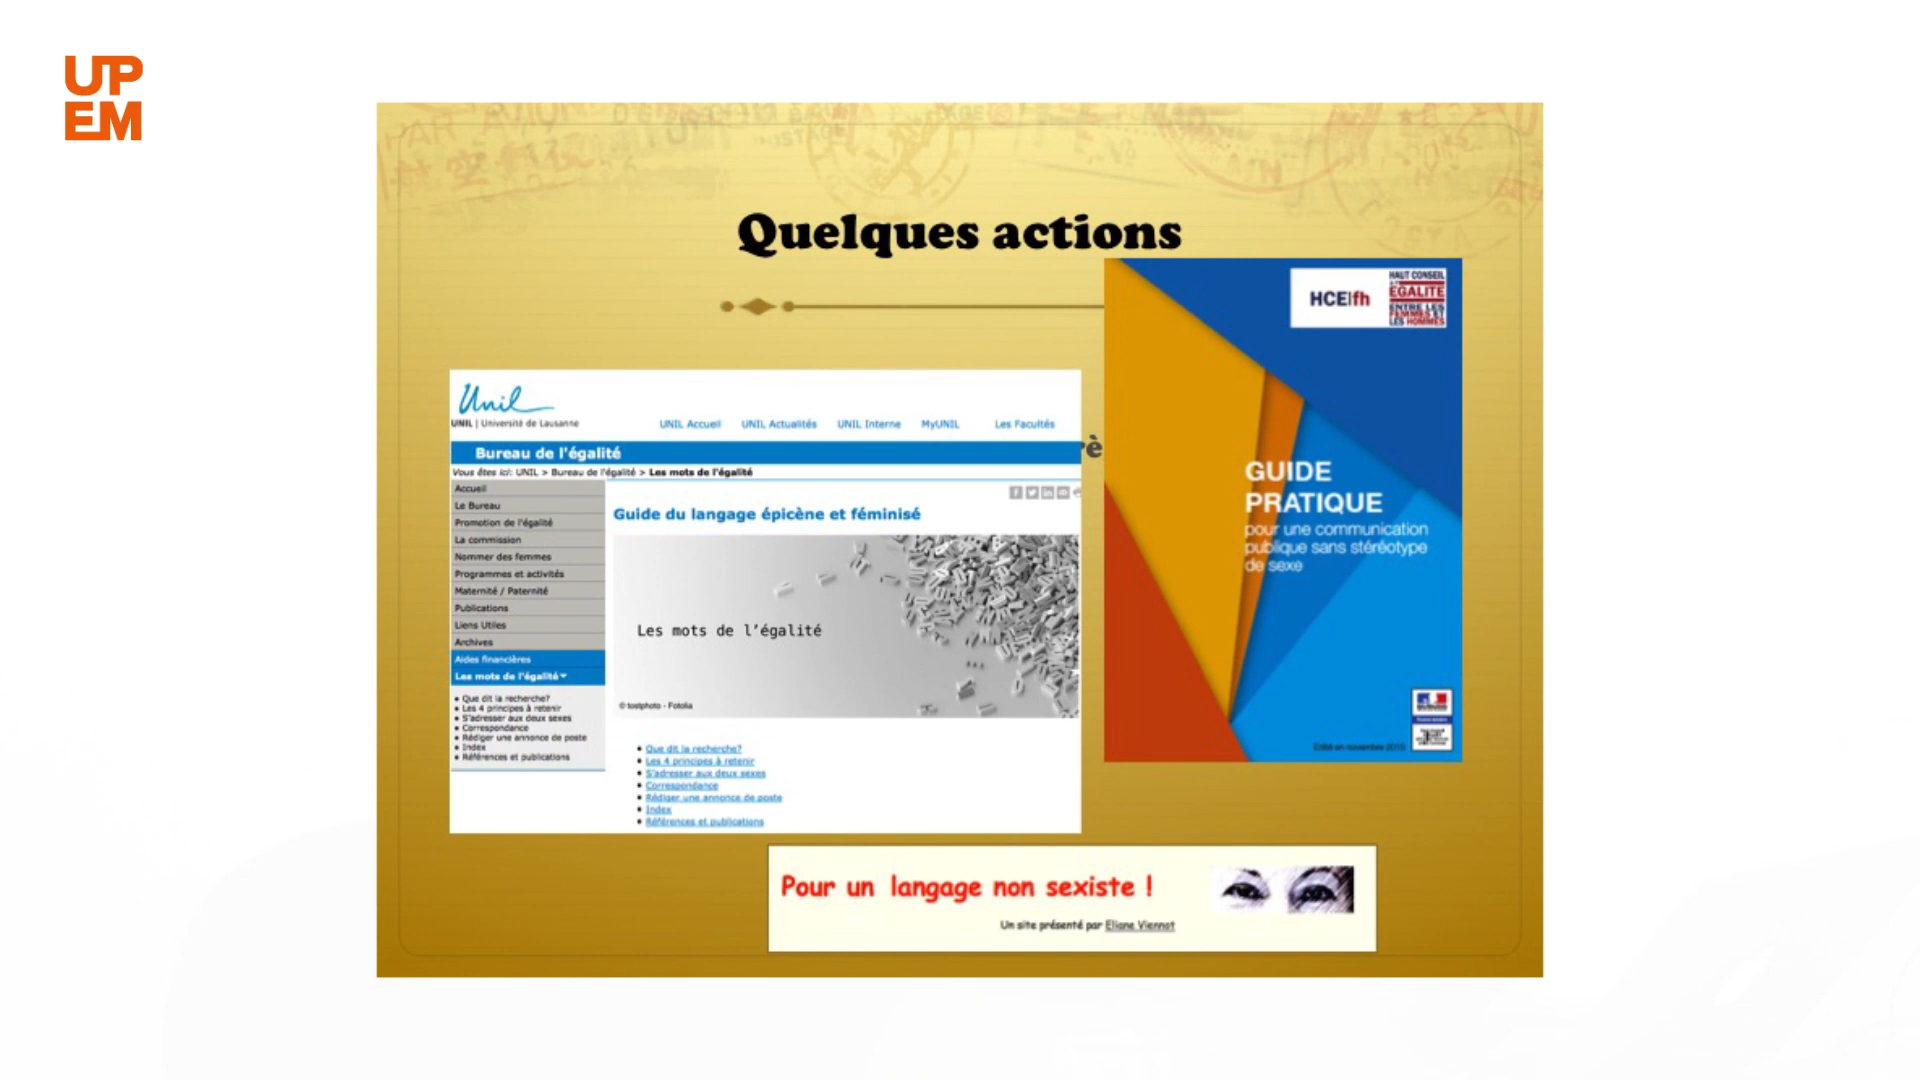 UP
EM
Quelques actions
HCE|fh
HAUT CONSEIL
ÉGALITÉ
ENTRE LES
FEMMES ET
LES HOMMES
Unil
UNIL | Université de Lausanne
UNIL Accueil UNIL Actualités UNIL Interne MyUNIL Les Facultés
Bureau de l'égalité
Vous êtes ici: UNIL > Bureau de l'égalité > Les mots de l'égalité
Accueil
Le Bureau
Promotion de l'égalité
La commission
Nommer des femmes
Programmes et activités
Maternité / Paternité
Publications
Liens Utiles
Archives
Aides financières
Les mots de l'égalité
• Que dit la recherche?
• Les 4 principes à retenir
• S'adresser aux deux sexes
• Correspondance
• Rédiger une annonce de poste
• Index
• Références et publications
Guide du langage épicène et féminisé
Les mots de l'égalité
© tostphoto - Fotolia
• Que dit la recherche?
• Les 4 principes à retenir
• S'adresser aux deux sexes
• Correspondance
• Rédiger une annonce de poste
• Index
• Références et publications
GUIDE
PRATIQUE
pour une communication
publique sans stéréotype
de sexe
Edité en novembre 2015
Pour un langage non sexiste !
Un site présenté par Eliane Viennot